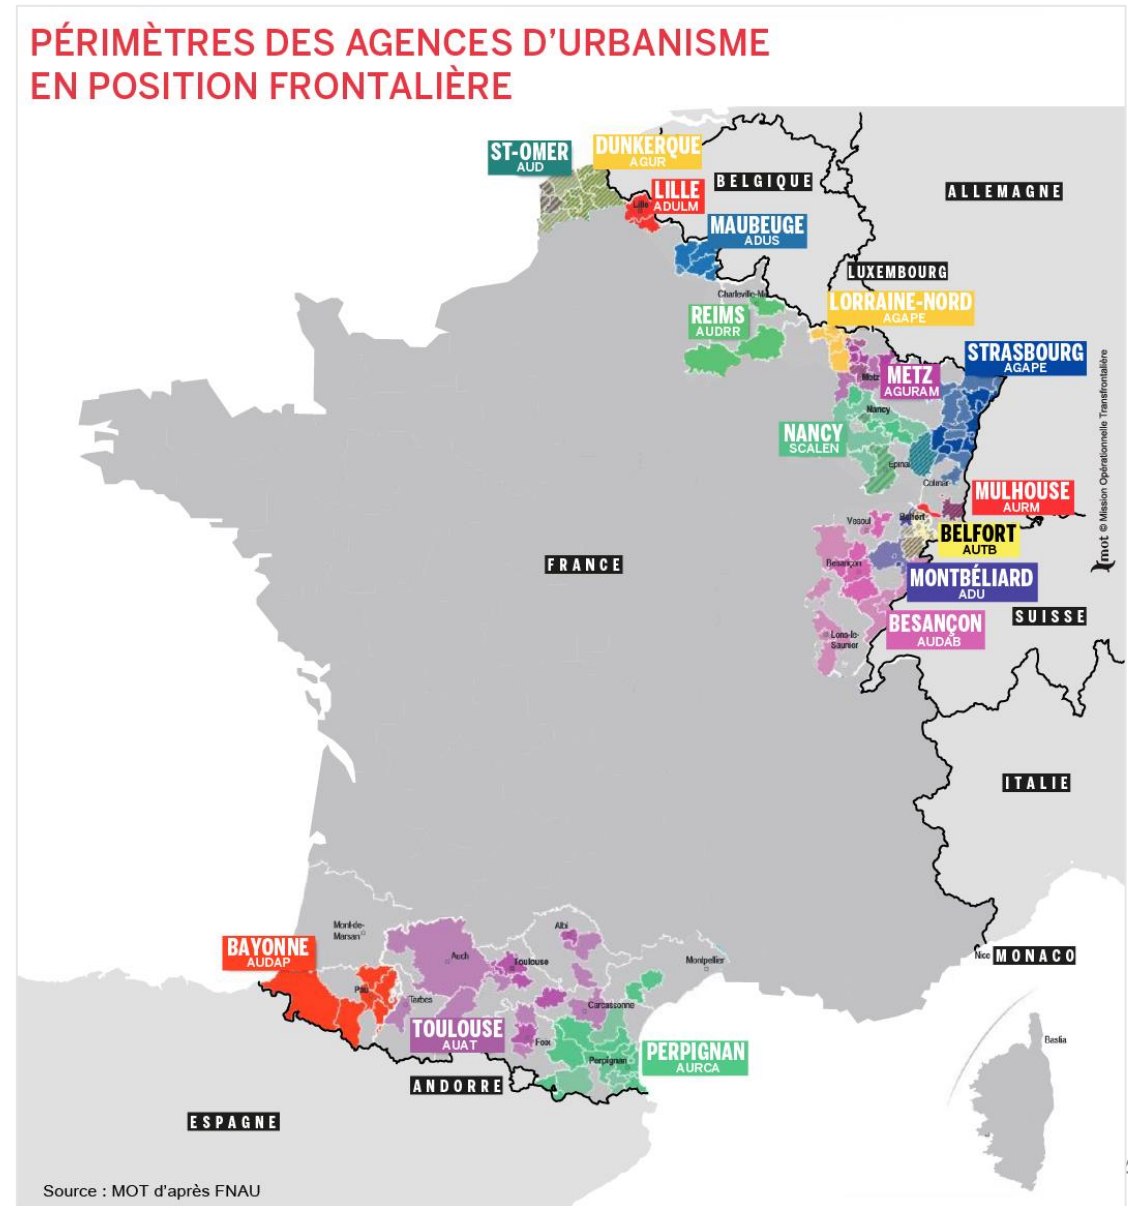 PÉRIMÈTRES DES AGENCES D'URBANISME
EN POSITION FRONTALIÈRE
ST-OMER
AUD
DUNKERQUE
AGUR
LILLE
ADULM
Lille
BELGIQUE
ALLEMAGNE
MAUBEUGE
ADUS
LUXEMBOURG
Charleville-Mé
LORRAINE-NORD
AGAPE
REIMS
AUDRR
STRASBOURG
AGAPE
Metz
METZ
AGURAM
Nancy
NANCY
SCALEN
Epinal
Colmar
MULHOUSE
AURM
Vesoul
Belfort
BELFORT
AUTB
FRANCE
Besançon
MONTBÉLIARD
ADU
SUISSE
BESANÇON
AUDAB
Lons-le-
Saunier
mot © Mission Opérationnelle Transfrontalière
ITALIE
Mont-de-
Marsan
Albi
BAYONNE
AUDAP
Auch
Toulouse
Montpellier
Nice
MONACO
Pau
Tarbes
Carcassonne
TOULOUSE
AUAT
Foix
Perpignan
PERPIGNAN
AURCA
Bastia
ANDORRE
ESPAGNE
Source : MOT d'après FNAU